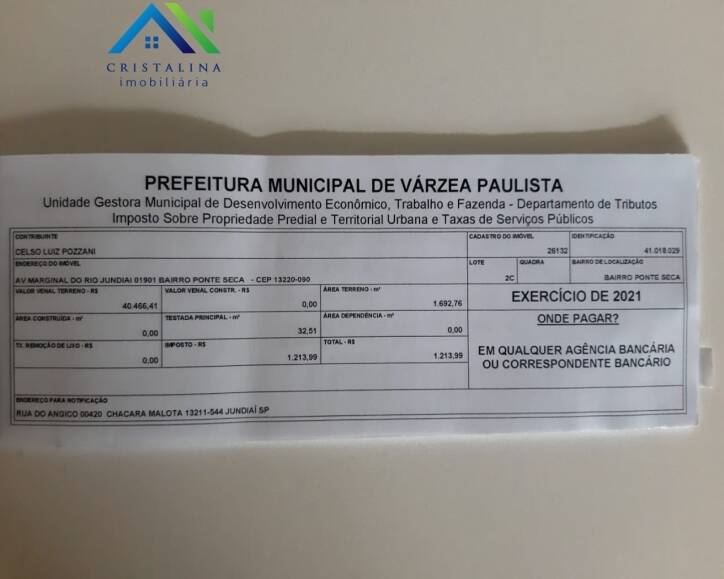 CRISTALINA
imobiliária
PREFEITURA MUNICIPAL DE VÁRZEA PAULISTA
Unidade Gestora Municipal de Desenvolvimento Econômico, Trabalho e Fazenda - Departamento de Tributos
Imposto Sobre Propriedade Predial e Territorial Urbana e Taxas de Serviços Públicos
CONTRIBUINTE
CELSO LUIZ POZZANI
CADASTRO DO IMÓVEL
26132
IDENTIFICAÇÃO
41.018.029
ENDEREÇO DO IMÓVEL
AV MARGINAL DO RIO JUNDIAI 01901 BAIRRO PONTE SECA - CEP 13220-090
LOTE
QUADRA
2C
BAIRRO DE LOCALIZAÇÃO
BAIRRO PONTE SECA
VALOR VENAL TERRENO - R$
40.466,41
VALOR VENAL CONSTR. - R$
0,00
ÁREA TERRENO - m²
1.692,76
EXERCÍCIO DE 2021
ÁREA CONSTRUÍDA - m²
0,00
TESTADA PRINCIPAL - m²
32,51
ÁREA DEPENDÊNCIA - m²
0,00
ONDE PAGAR?
TX. REMOÇÃO DE LIXO - R$
0,00
IMPOSTO - R$
1.213,99
TOTAL - R$
1.213,99
EM QUALQUER AGÊNCIA BANCÁRIA
OU CORRESPONDENTE BANCÁRIO
ENDEREÇO PARA NOTIFICAÇÃO
RUA DO ANGICO 00420 CHACARA MALOTA 13211-544 JUNDIAÍ SP